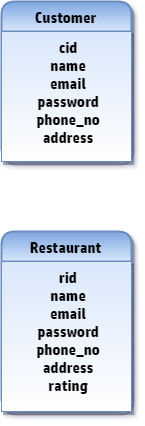 Customer
cid
name
email
password
phone_no
address
Restaurant
rid
name
email
password
phone_no
address
rating